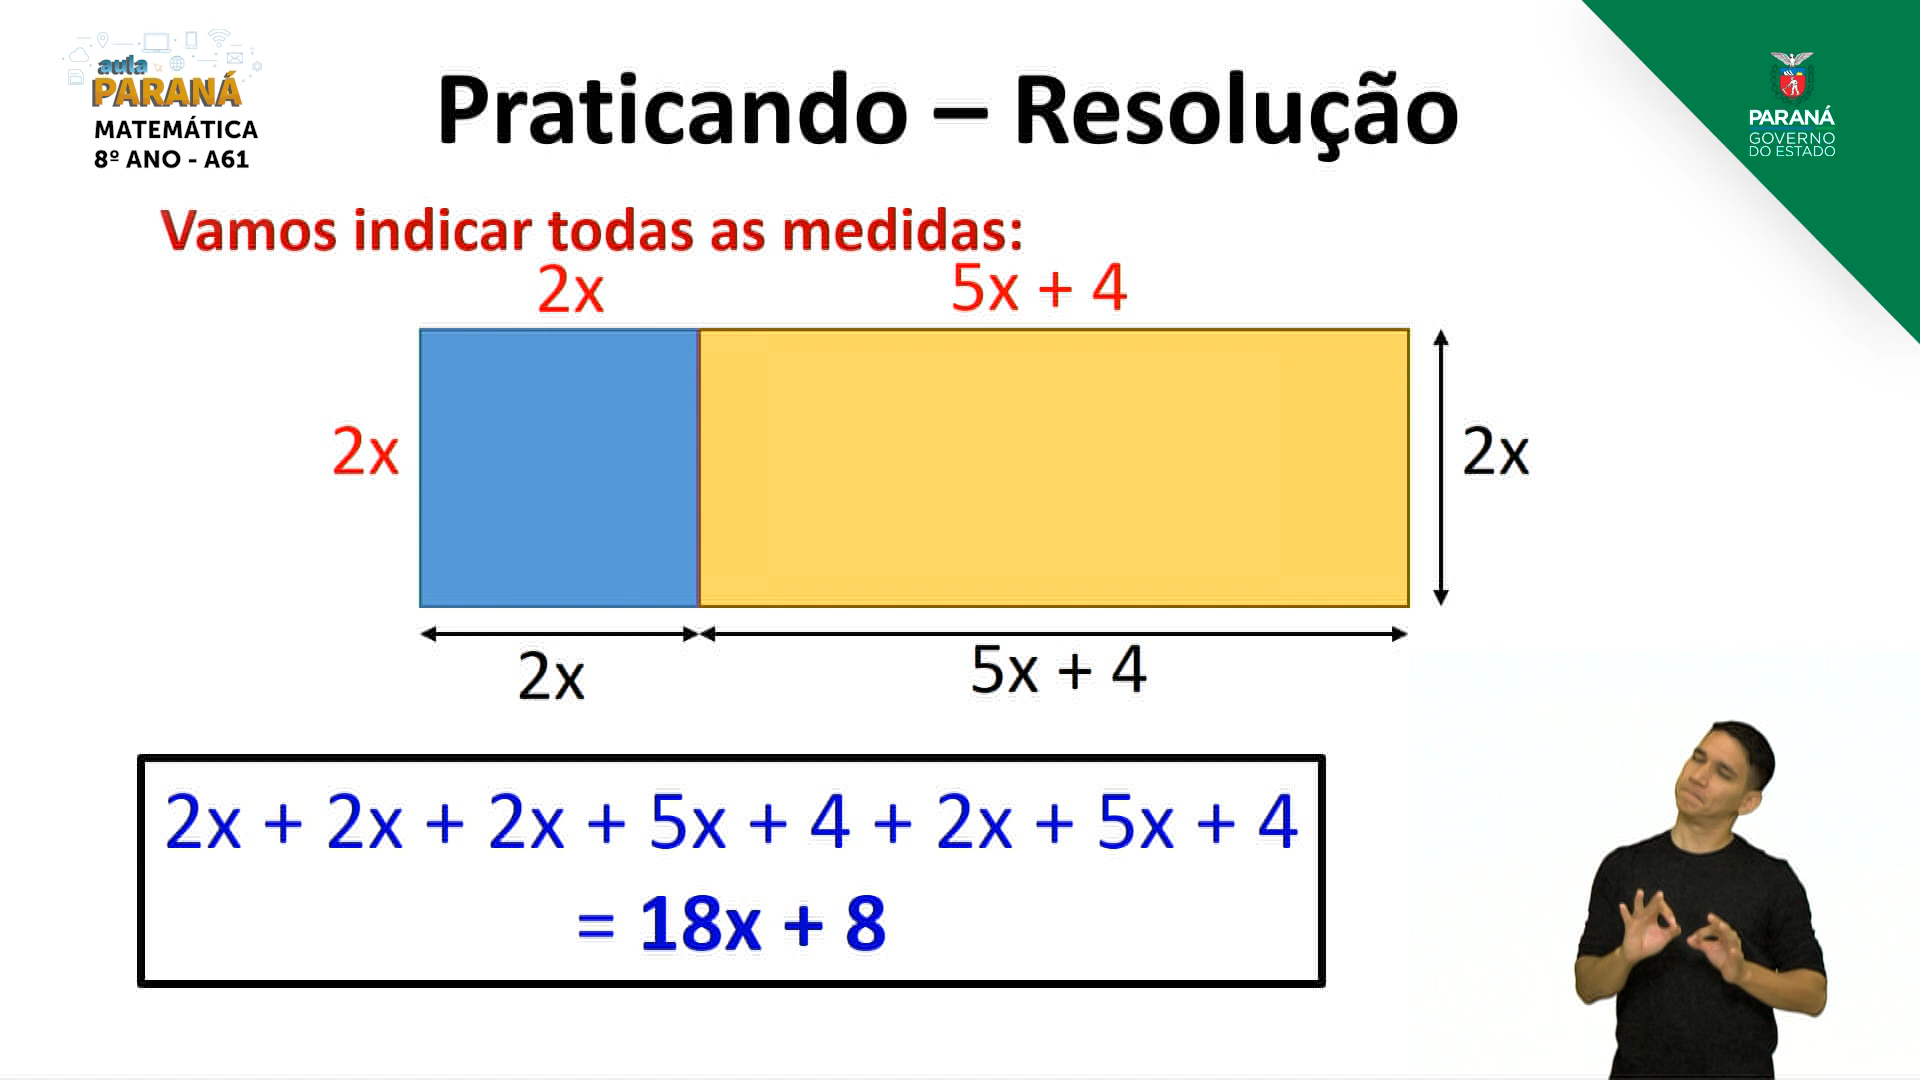 aula
PARANÁ
MATEMÁTICA
8º ANO - A61
Praticando – Resolução
PARANÁ
GOVERNO
DO ESTADO
Vamos indicar todas as medidas:
2x 5x + 4
2x 2x
2x 5x + 4
2x + 2x + 2x + 5x + 4 + 2x + 5x + 4
= 18x + 8